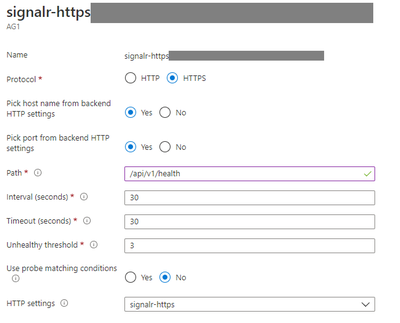 signalr-https
AG1
Name
signalr-https
Protocol *
HTTP
HTTPS
Pick host name from backend
HTTP settings
Yes
No
Pick port from backend HTTP
settings
Yes
No
Path *
/api/v1/health
Interval (seconds) *
30
Timeout (seconds) *
30
Unhealthy threshold *
3
Use probe matching conditions
Yes
No
HTTP settings
signalr-https